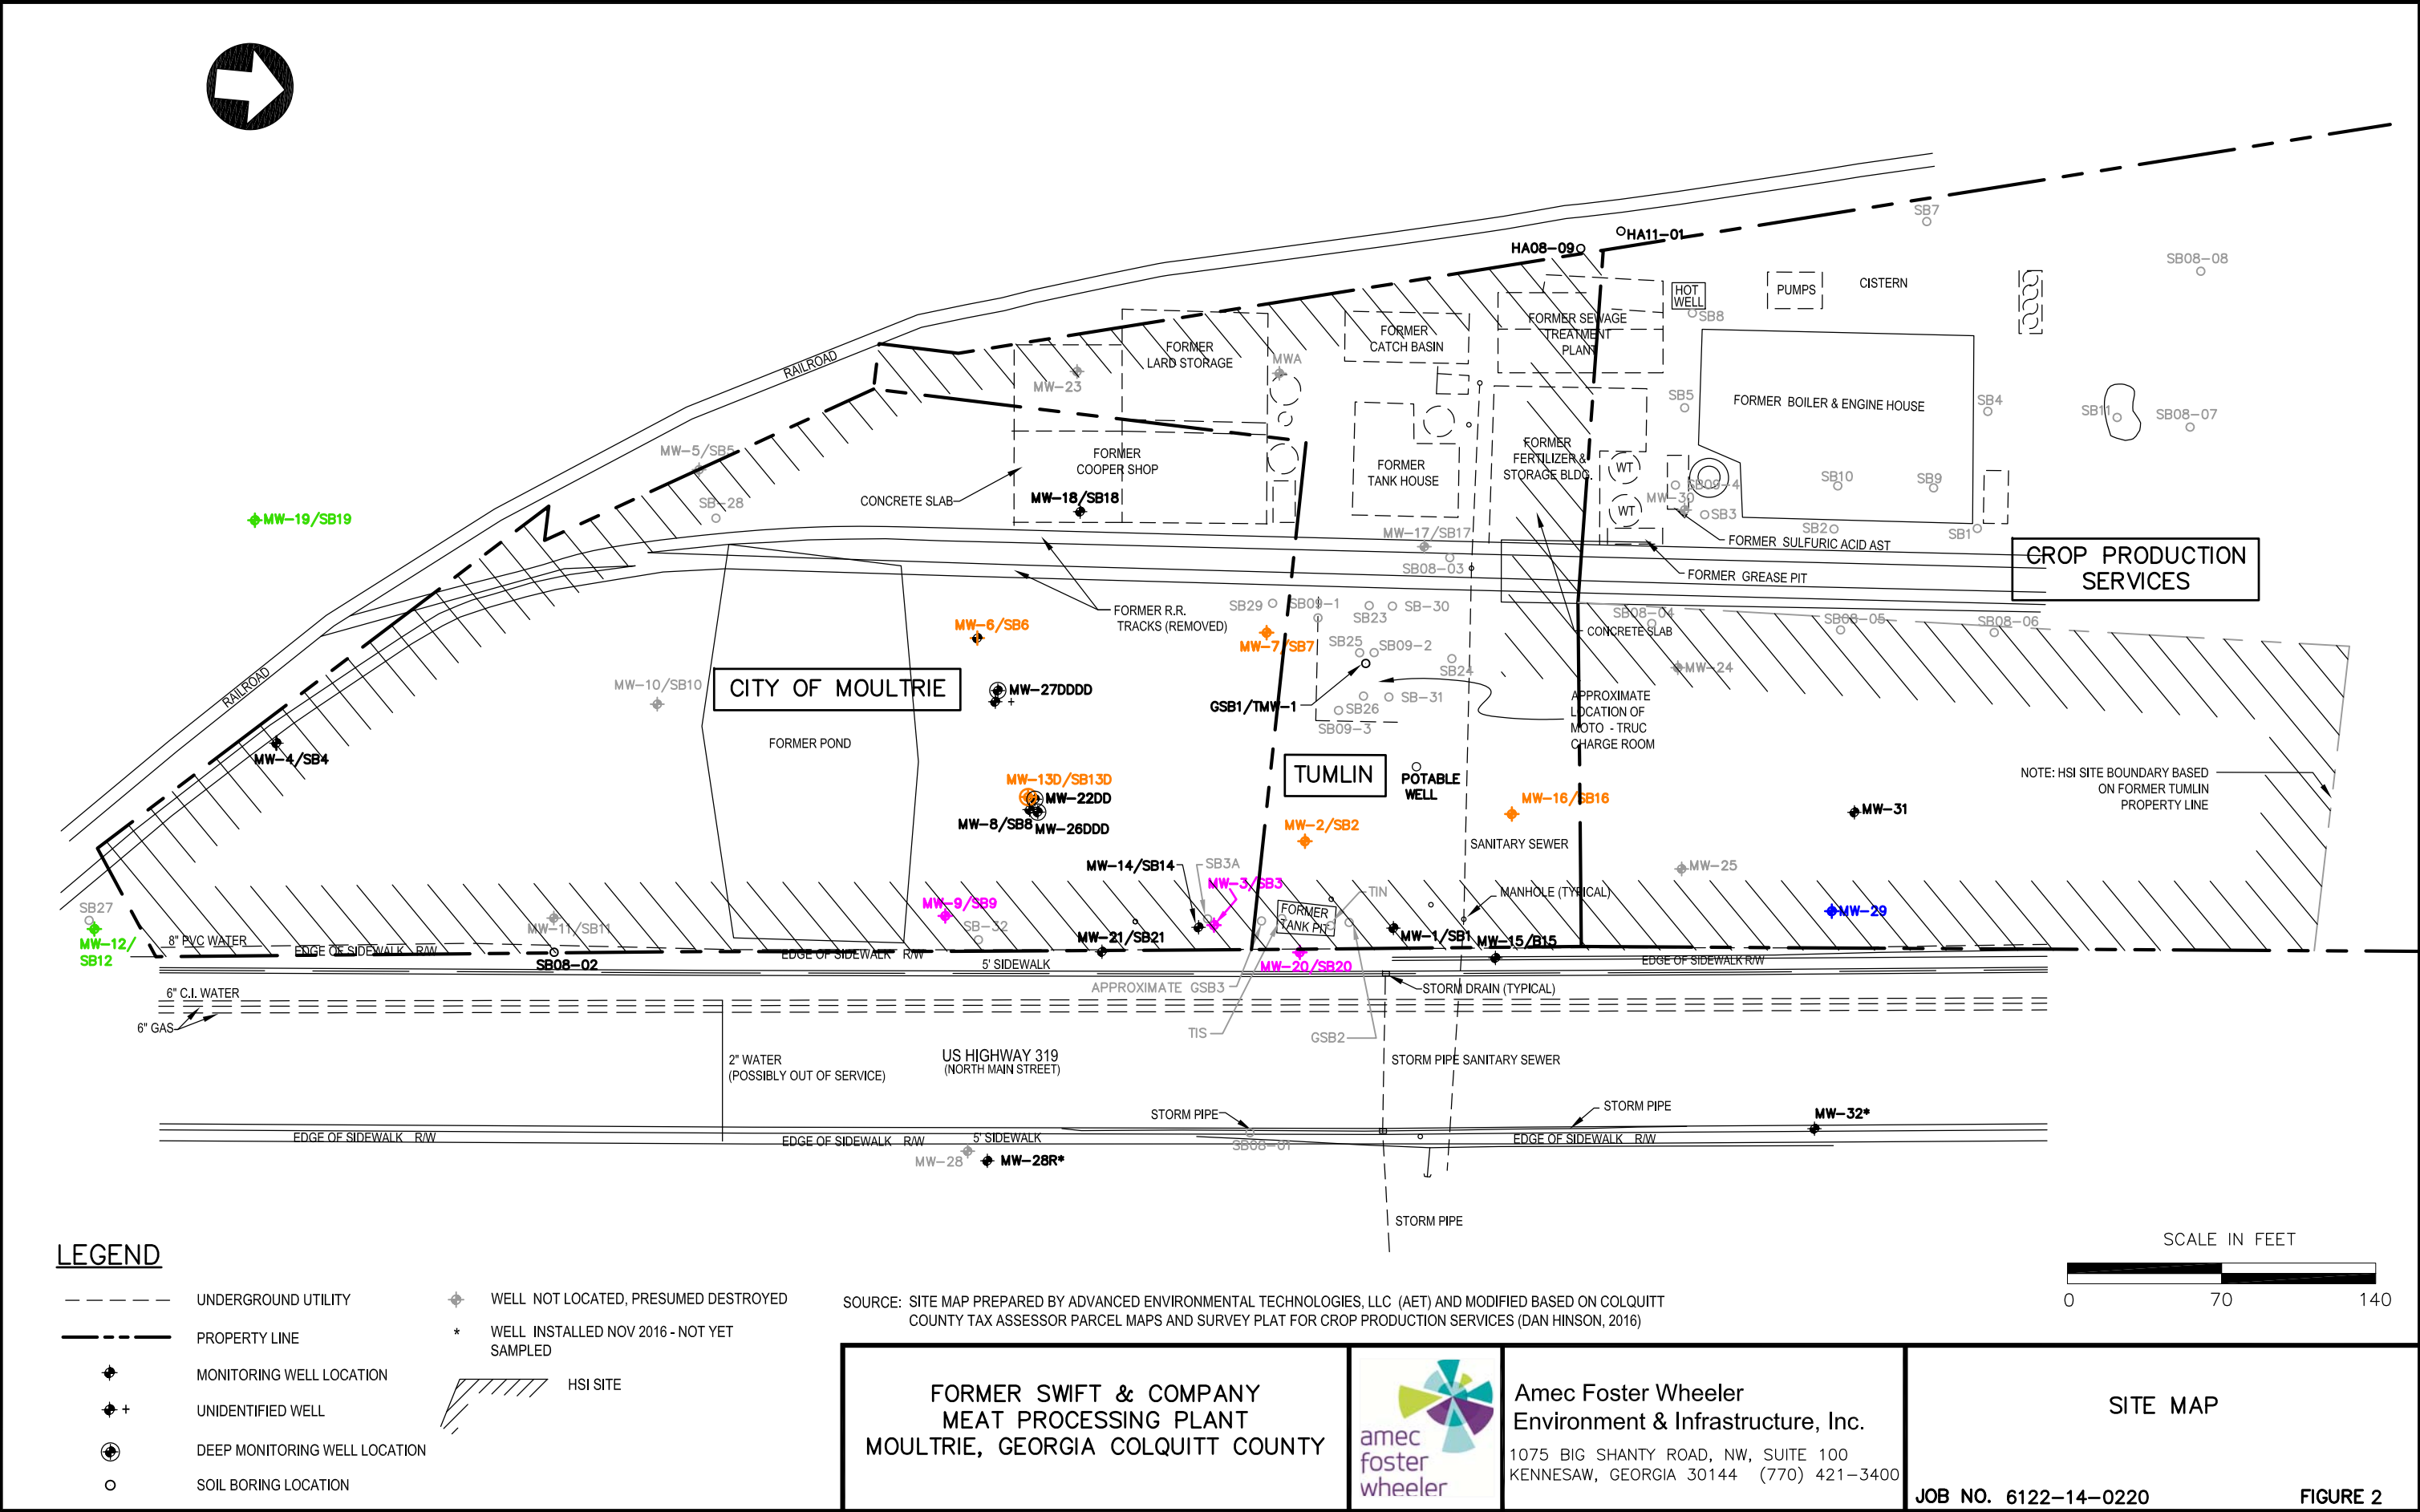 SB7
HA11-01
HA08-09
SB08-08
HOT
WELL
PUMPS
CISTERN
SB8
FORMER SEWAGE
TREATMENT
PLANT
FORMER
CATCH BASIN
FORMER
LARD STORAGE
MWA
RAILROAD
MW-23
SB5
FORMER BOILER & ENGINE HOUSE
SB4
SB11
SB08-07
MW-5/SB5
FORMER
COOPER SHOP
FORMER
TANK HOUSE
FORMER
FERTILIZER &
STORAGE BLDG.
WT
SB09-4
SB10
SB9
CONCRETE SLAB
MW-18/SB18
MW-30
SB-28
WT
SB3
SB2
SB1
MW-19/SB19
MW-17/SB17
FORMER SULFURIC ACID AST
CROP PRODUCTION
SERVICES
SB08-03
FORMER GREASE PIT
FORMER R.R.
TRACKS (REMOVED)
SB29
SB09-1
SB-30
SB23
SB08-04
SB08-05
SB08-06
MW-6/SB6
MW-7/SB7
SB25
SB09-2
CONCRETE SLAB
SB24
MW-24
RAILROAD
MW-10/SB10
CITY OF MOULTRIE
MW-27DDDD
+
GSB1/TMW-1
SB-31
SB26
SB09-3
APPROXIMATE
LOCATION OF
MOTO - TRUC
CHARGE ROOM
FORMER POND
MW-4/SB4
TUMLIN
POTABLE
WELL
NOTE: HSI SITE BOUNDARY BASED
ON FORMER TUMLIN
PROPERTY LINE
MW-13D/SB13D
MW-22DD
MW-8/SB8
MW-26DDD
MW-16/SB16
MW-2/SB2
MW-31
SANITARY SEWER
MW-14/SB14
SB3A
MW-3/SB3
TIN
MANHOLE (TYPICAL)
MW-25
MW-9/SB9
FORMER
TANK PIT
MW-29
SB27
MW-12/
SB12
MW-11/SB11
SB-32
MW-21/SB21
MW-1/SB1
MW-15/B15
8" PVC WATER
EDGE OF SIDEWALK R/W
SB08-02
EDGE OF SIDEWALK R/W
5' SIDEWALK
MW-20/SB20
EDGE OF SIDEWALK R/W
APPROXIMATE GSB3
STORM DRAIN (TYPICAL)
6" C.I. WATER
6" GAS
TIS
GSB2
2" WATER
(POSSIBLY OUT OF SERVICE)
US HIGHWAY 319
(NORTH MAIN STREET)
STORM PIPE SANITARY SEWER
STORM PIPE
STORM PIPE
MW-32*
EDGE OF SIDEWALK R/W
EDGE OF SIDEWALK R/W
5' SIDEWALK
SB08-01
EDGE OF SIDEWALK R/W
MW-28
MW-28R*
STORM PIPE
LEGEND
UNDERGROUND UTILITY
PROPERTY LINE
MONITORING WELL LOCATION
+ UNIDENTIFIED WELL
DEEP MONITORING WELL LOCATION
SOIL BORING LOCATION
WELL NOT LOCATED, PRESUMED DESTROYED
* WELL INSTALLED NOV 2016 - NOT YET
SAMPLED
HSI SITE
SCALE IN FEET
0 70 140
SOURCE: SITE MAP PREPARED BY ADVANCED ENVIRONMENTAL TECHNOLOGIES, LLC (AET) AND MODIFIED BASED ON COLQUITT
COUNTY TAX ASSESSOR PARCEL MAPS AND SURVEY PLAT FOR CROP PRODUCTION SERVICES (DAN HINSON, 2016)
FORMER SWIFT & COMPANY
MEAT PROCESSING PLANT
MOULTRIE, GEORGIA COLQUITT COUNTY
amec
foster
wheeler
Amec Foster Wheeler
Environment & Infrastructure, Inc.
1075 BIG SHANTY ROAD, NW, SUITE 100
KENNESAW, GEORGIA 30144 (770) 421-3400
SITE MAP
JOB NO. 6122-14-0220
FIGURE 2